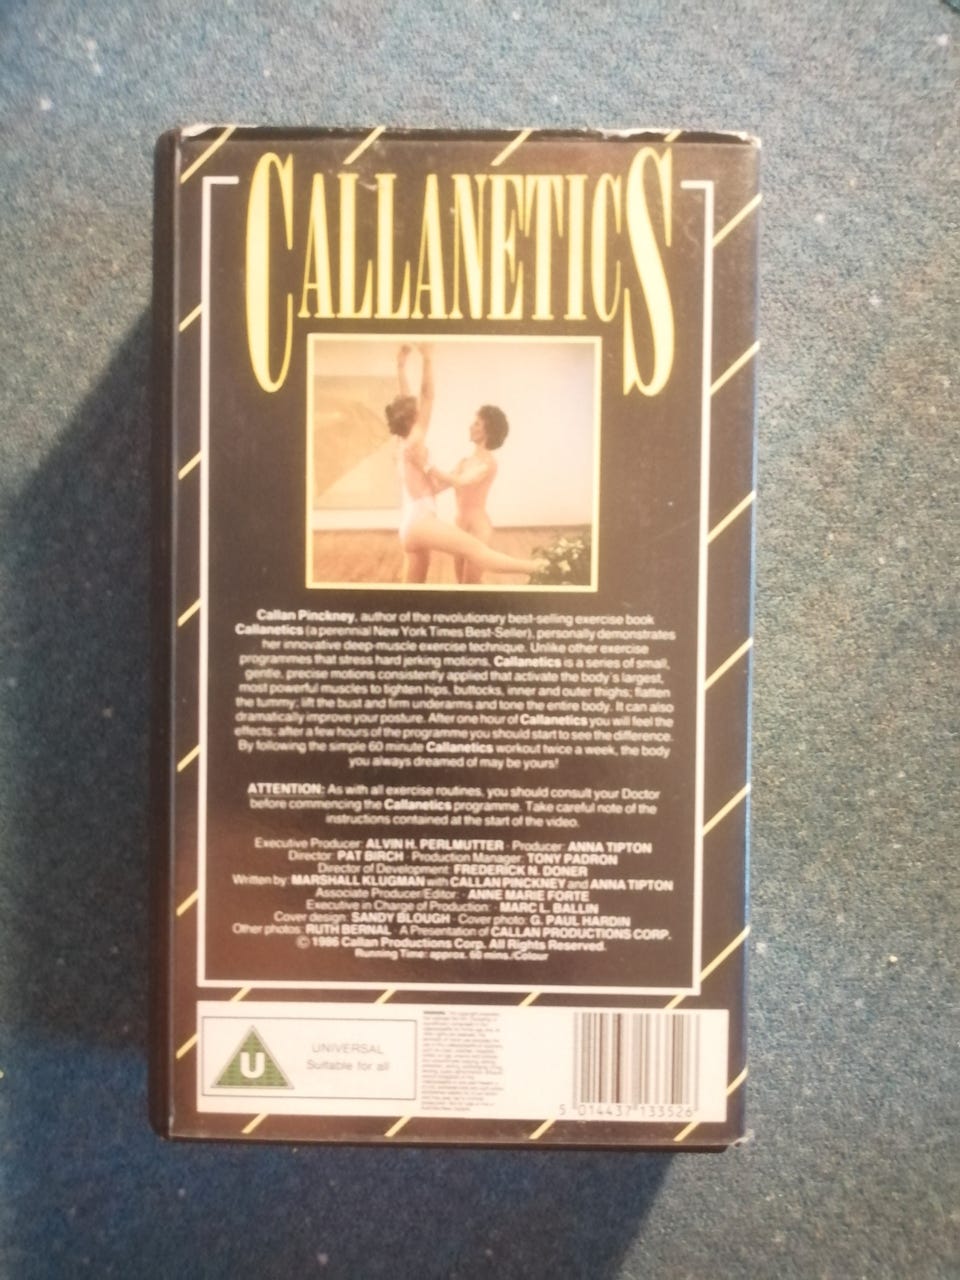 CALLANETICS
Callan Pinckney, author of the revolutionary best-selling exercise book
Callanetics (a perennial New York Times Best-Seller), personally demonstrates
her innovative deep-muscle exercise technique. Unlike other exercise
programmes that stress hard jerking motions, Callanetics is a series of small,
gentle, precise motions consistently applied that activate the body's largest,
most powerful muscles to tighten hips, buttocks, inner and outer thighs; flatten
the tummy; lift the bust and firm underarms and tone the entire body. It can also
dramatically improve your posture. After one hour of Callanetics you will feel the
effects; after a few hours of the programme you should start to see the difference.
By following the simple 60 minute Callanetics workout twice a week, the body
you always dreamed of may be yours!
ATTENTION: As with all exercise routines, you should consult your Doctor
before commencing the Callanetics programme. Take careful note of the
instructions contained at the start of the video.
Executive Producer: ALVIN H. PERLMUTTER · Producer: ANNA TIPTON
Director: PAT BIRCH · Production Manager: TONY PADRON
Director of Development: FREDERICK N. DONER
Written by: MARSHALL KLUGMAN with CALLAN PINCKNEY and ANNA TIPTON
Associate Producer/Editor: · ANNE MARIE FORTE
Executive in Charge of Production: · MARC L. BALLIN
Cover design: SANDY BLOUGH · Cover photo: G. PAUL HARDIN
Other photos: RUTH BERNAL · A Presentation of CALLAN PRODUCTIONS CORP.
© 1986 Callan Productions Corp. All Rights Reserved.
Running Time: approx. 60 mins./Colour
U
UNIVERSAL
Suitable for all
5 014437 133526